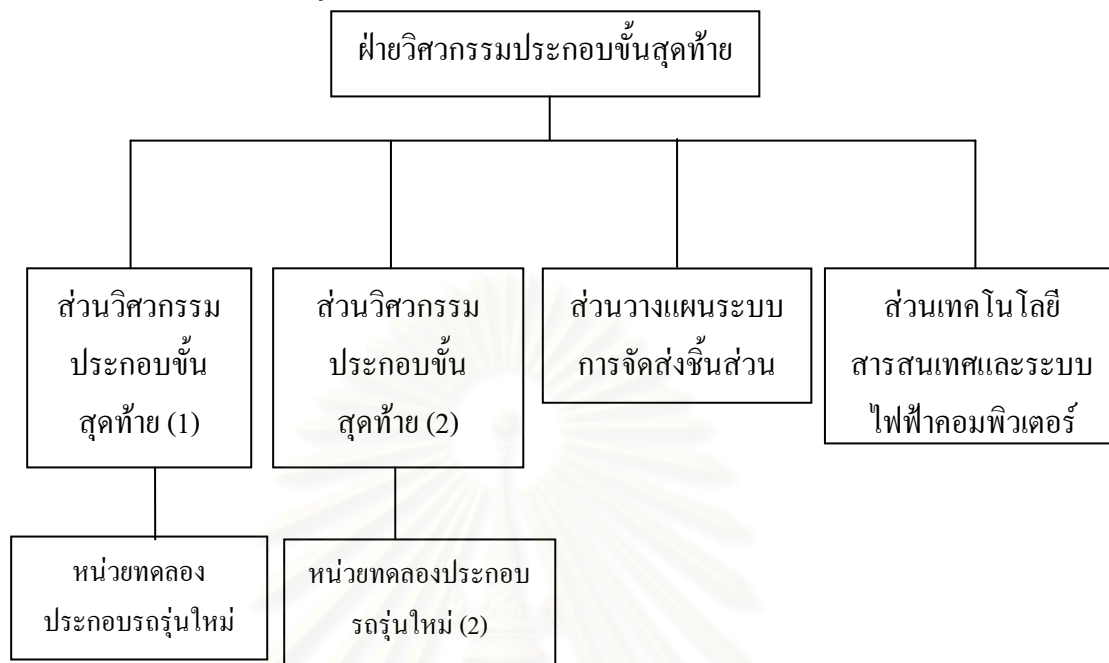 ฝ่ายวิศวกรรมประกอบขั้นสุดท้าย
ส่วนวิศวกรรม
ประกอบขั้น
สุดท้าย (1)
ส่วนวิศวกรรม
ประกอบขั้น
สุดท้าย (2)
ส่วนวางแผนระบบ
การจัดส่งชิ้นส่วน
ส่วนเทคโนโลยี
สารสนเทศและระบบ
ไฟฟ้าคอมพิวเตอร์
หน่วยทดลอง
ประกอบรถรุ่นใหม่
หน่วยทดลองประกอบ
รถรุ่นใหม่ (2)